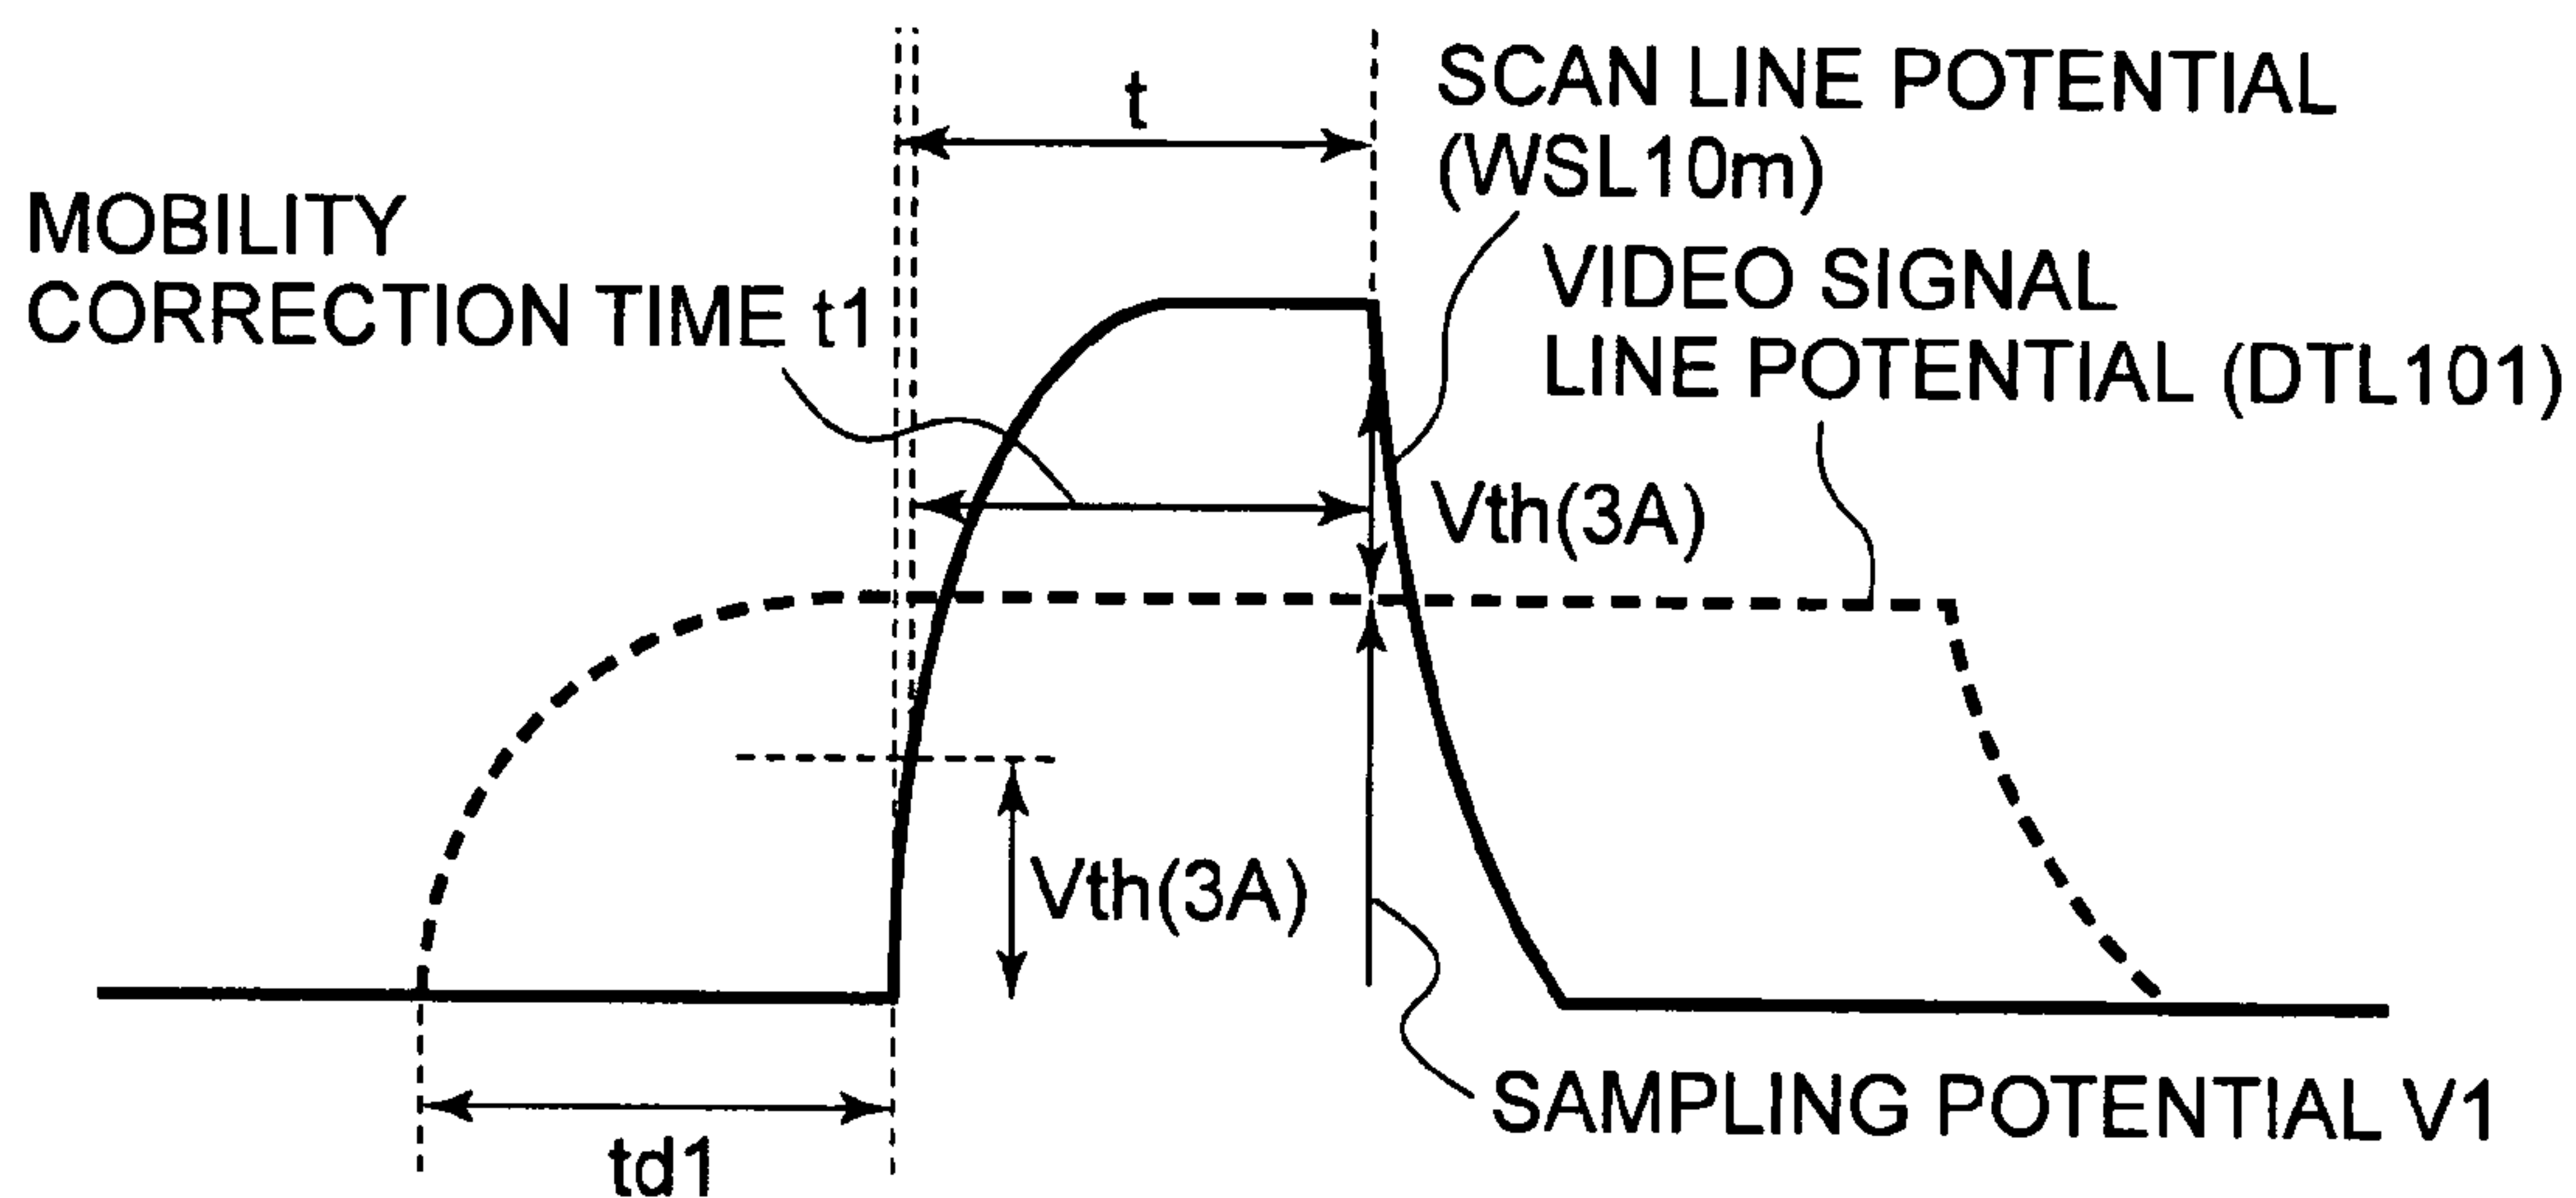 t
SCAN LINE POTENTIAL
(WSL10m)
MOBILITY
CORRECTION TIME t1
VIDEO SIGNAL
LINE POTENTIAL (DTL101)
Vth(3A)
Vth(3A)
SAMPLING POTENTIAL V1
td1